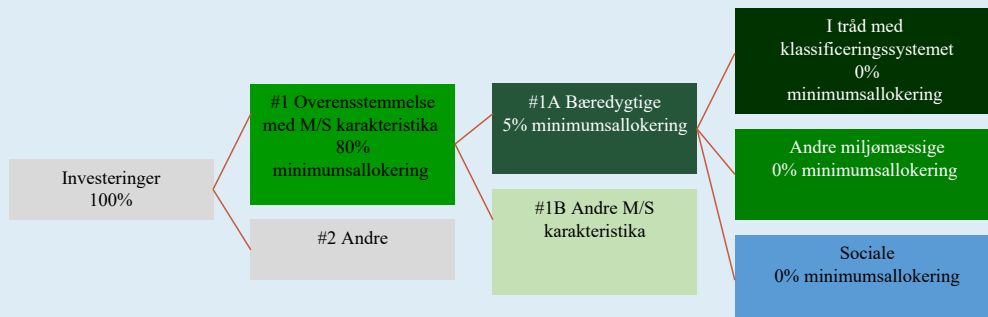 Investeringer
100%
#1 Overensstemmelse
med M/S karakteristika
80%
minimumsallokering
#2 Andre
#1A Bæredygtige
5% minimumsallokering
#1B Andre M/S
karakteristika
I tråd med
klassificeringssystemet
0%
minimumsallokering
Andre miljømæssige
0% minimumsallokering
Sociale
0% minimumsallokering